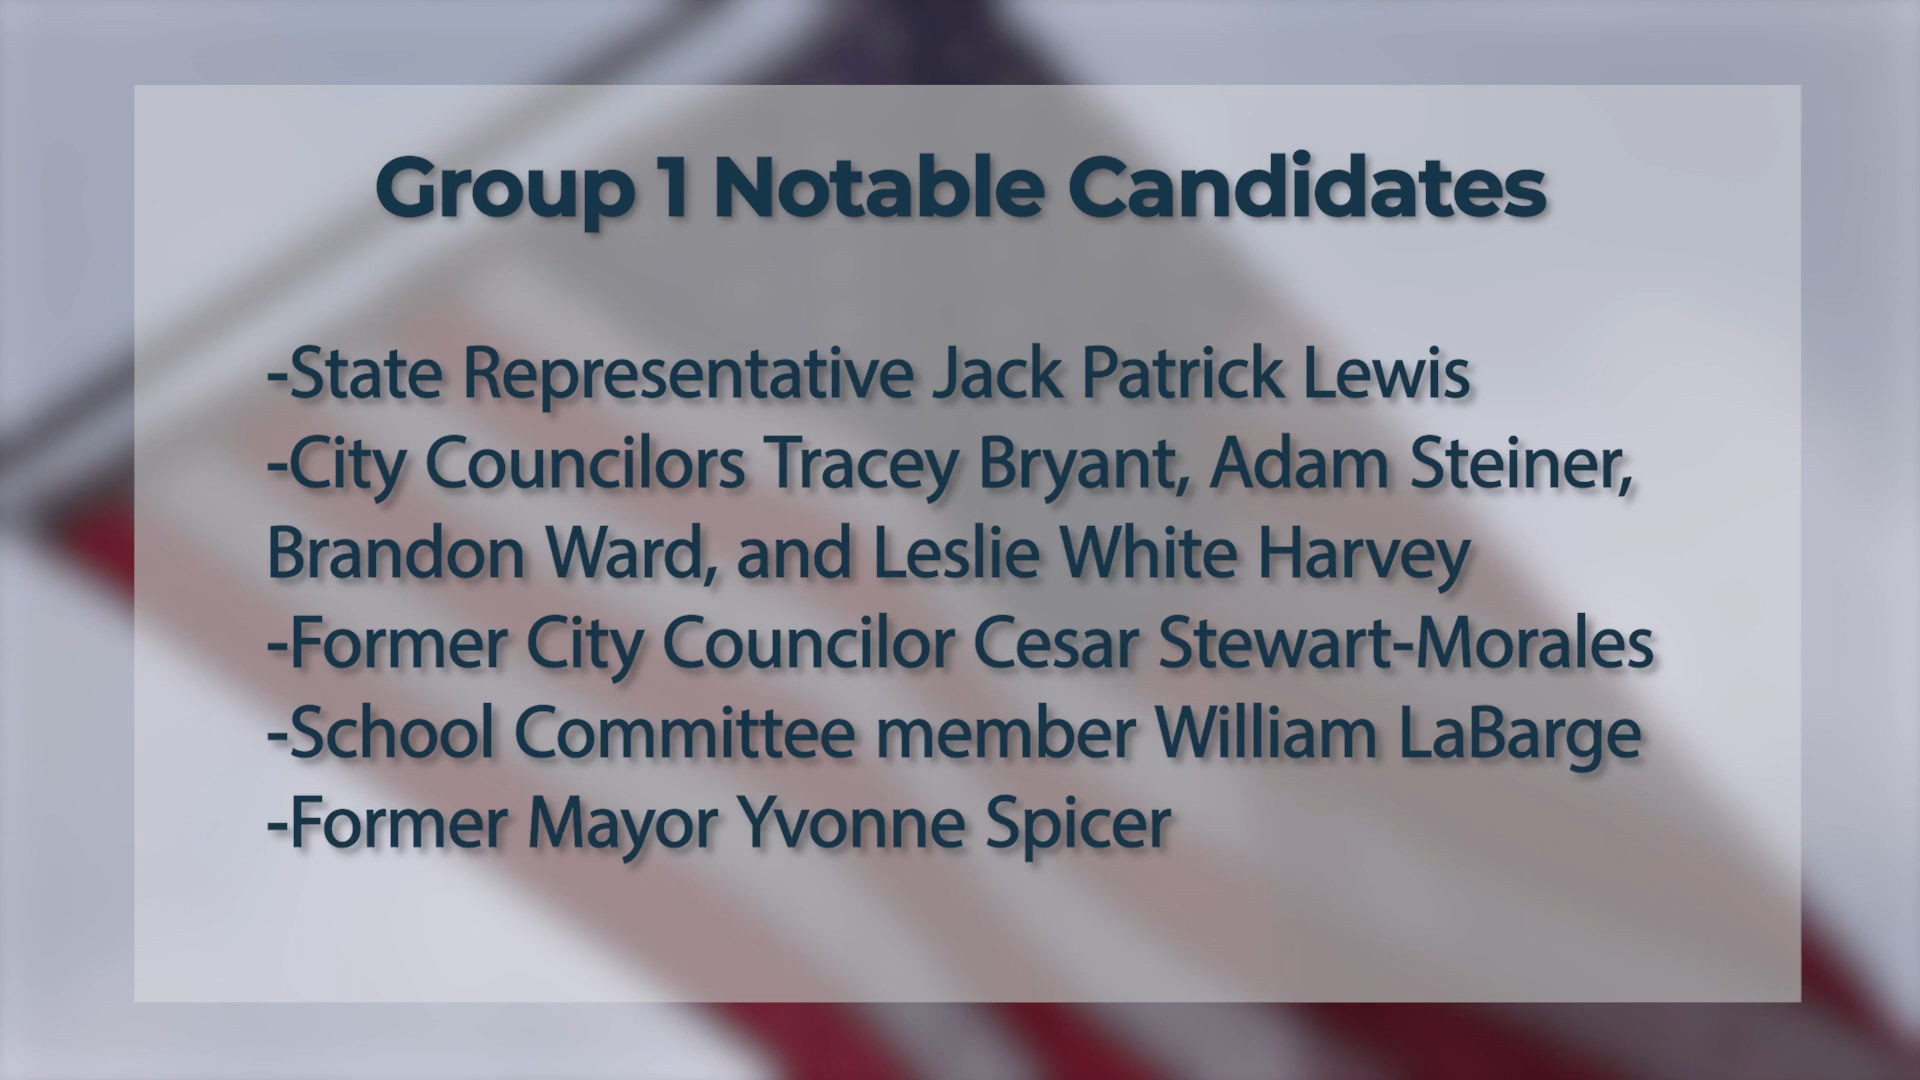 Group 1 Notable Candidates
-State Representative Jack Patrick Lewis
-City Councilors Tracey Bryant, Adam Steiner,
Brandon Ward, and Leslie White Harvey
-Former City Councilor Cesar Stewart-Morales
-School Committee member William LaBarge
-Former Mayor Yvonne Spicer